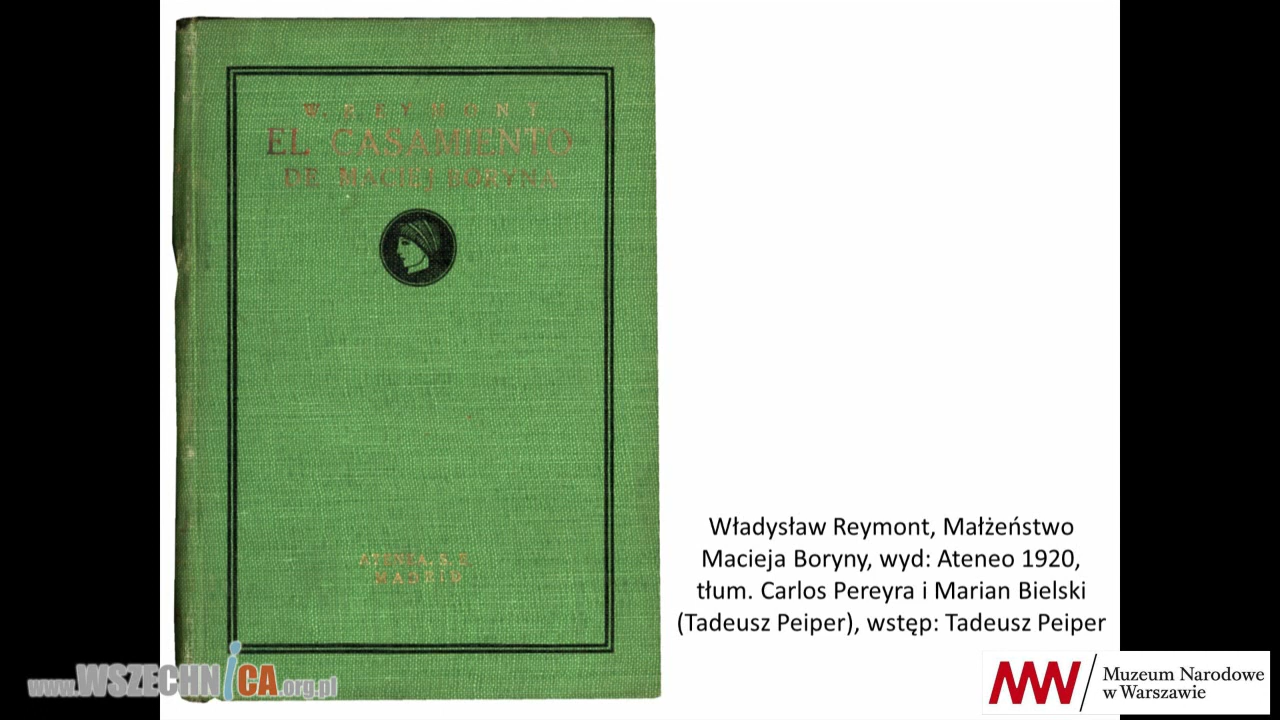 W. REYMONT
EL CASAMIENTO
DE MACIEJ BORYNA
ATENEA, S. E.
MADRID
Władysław Reymont, Małżeństwo
Macieja Boryny, wyd: Ateneo 1920,
tłum. Carlos Pereyra i Marian Bielski
(Tadeusz Peiper), wstęp: Tadeusz Peiper
www.WSZECHNiCA.org.pl
MNW
Muzeum Narodowe
w Warszawie